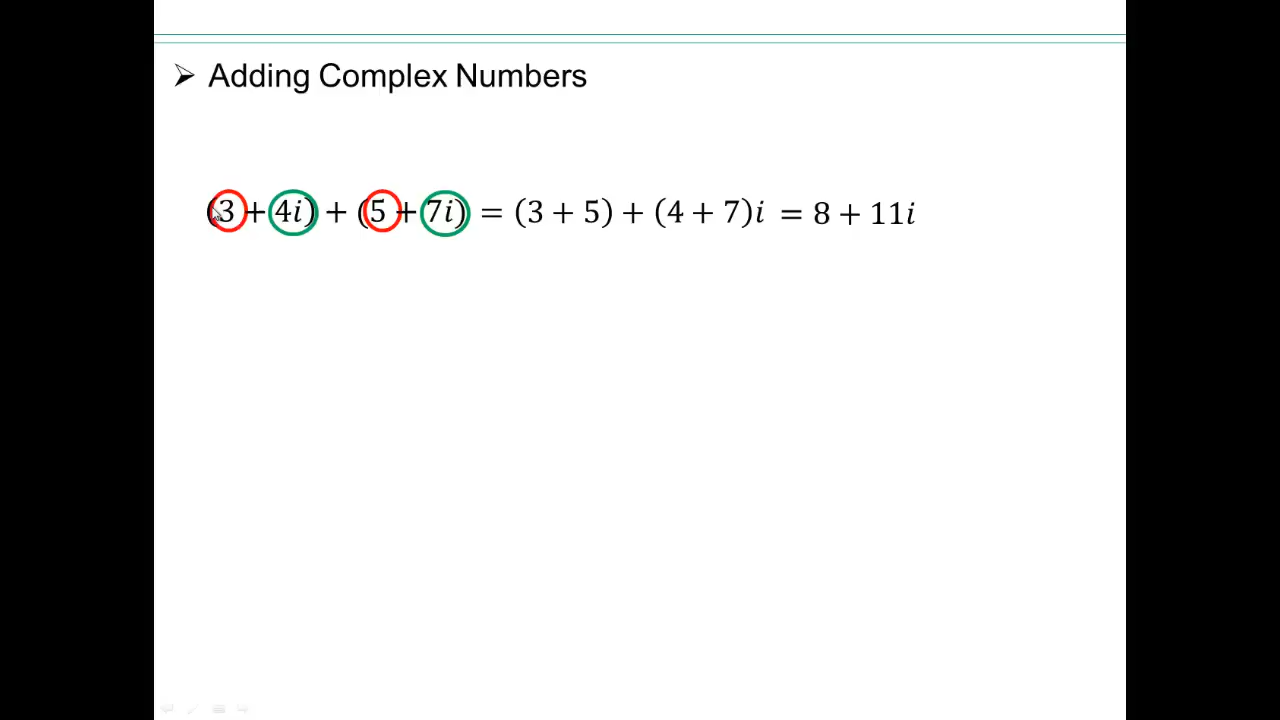 Adding Complex Numbers
(3 + 4i) + (5 + 7i) = (3 + 5) + (4 + 7)i = 8 + 11i